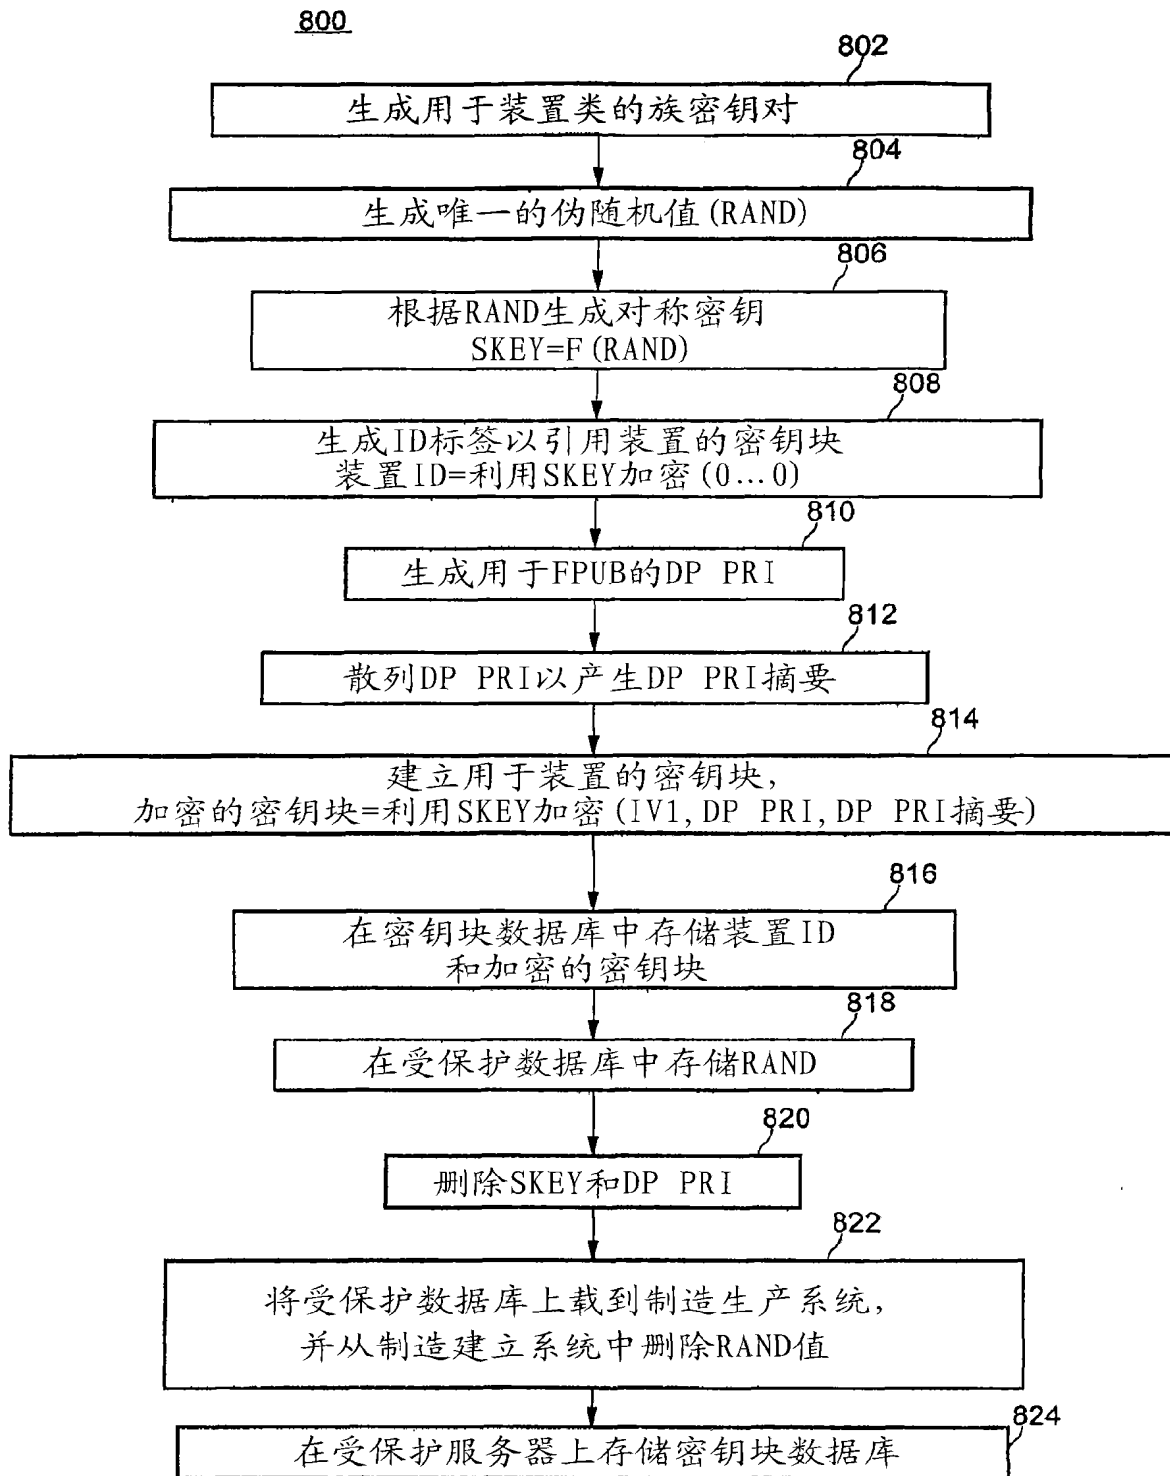 800
802
生成用于装置类的族密钥对
804
生成唯一的伪随机值(RAND)
806
根据RAND生成对称密钥
SKEY=F(RAND)
808
生成ID标签以引用装置的密钥块
装置ID=利用SKEY加密(0...0)
810
生成用于FPUB的DP PRI
812
散列DP PRI以产生DP PRI摘要
814
建立用于装置的密钥块,
加密的密钥块=利用SKEY加密(IV1,DP PRI,DP PRI摘要)
816
在密钥块数据库中存储装置ID
和加密的密钥块
818
在受保护数据库中存储RAND
820
删除SKEY和DP PRI
822
将受保护数据库上载到制造生产系统,
并从制造建立系统中删除RAND值
824
在受保护服务器上存储密钥块数据库